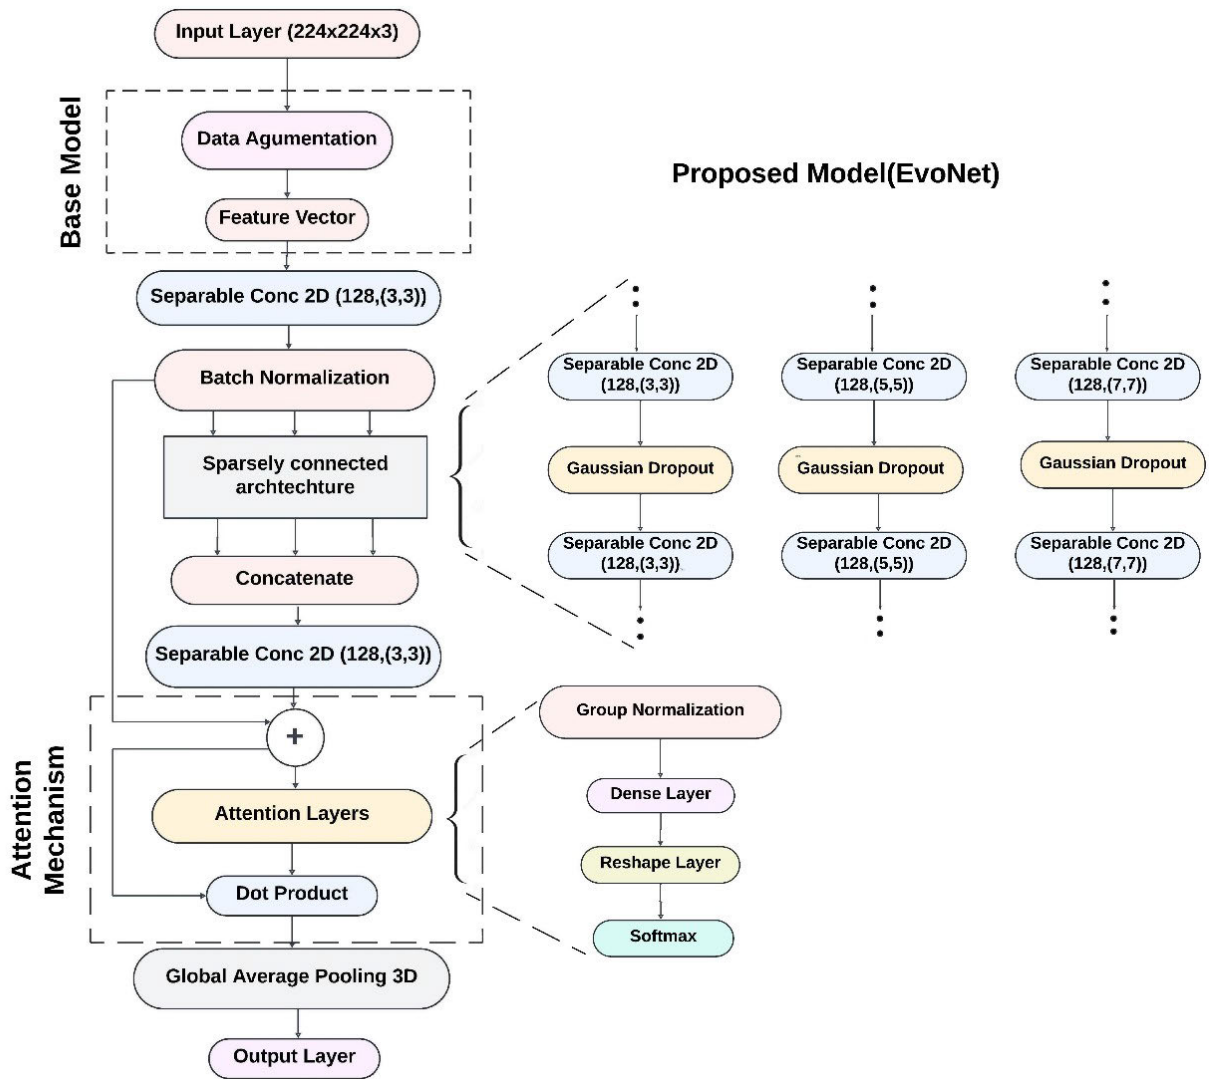 Input Layer (224x224x3)
Base Model
Data Agumentation
Feature Vector
Proposed Model(EvoNet)
Separable Conc 2D (128,(3,3))
Batch Normalization
Sparsely connected
archtechture
Concatenate
Separable Conc 2D (128,(3,3))
Separable Conc 2D
(128,(3,3))
Gaussian Dropout
Separable Conc 2D
(128,(3,3))
Separable Conc 2D
(128,(5,5))
Gaussian Dropout
Separable Conc 2D
(128,(5,5))
Separable Conc 2D
(128,(7,7))
Gaussian Dropout
Separable Conc 2D
(128,(7,7))
Attention
Mechanism
+
Attention Layers
Dot Product
Group Normalization
Dense Layer
Reshape Layer
Softmax
Global Average Pooling 3D
Output Layer